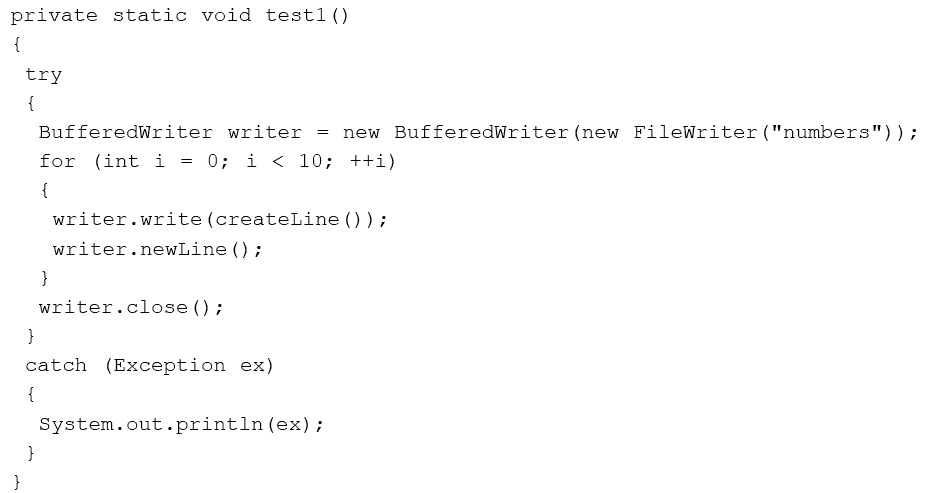 private static void test1()
{
 try
 {
  BufferedWriter writer = new BufferedWriter(new FileWriter("numbers"));
  for (int i = 0; i < 10; ++i)
  {
   writer.write(createLine());
   writer.newLine();
  }
  writer.close();
 }
 catch (Exception ex)
 {
  System.out.println(ex);
 }
}